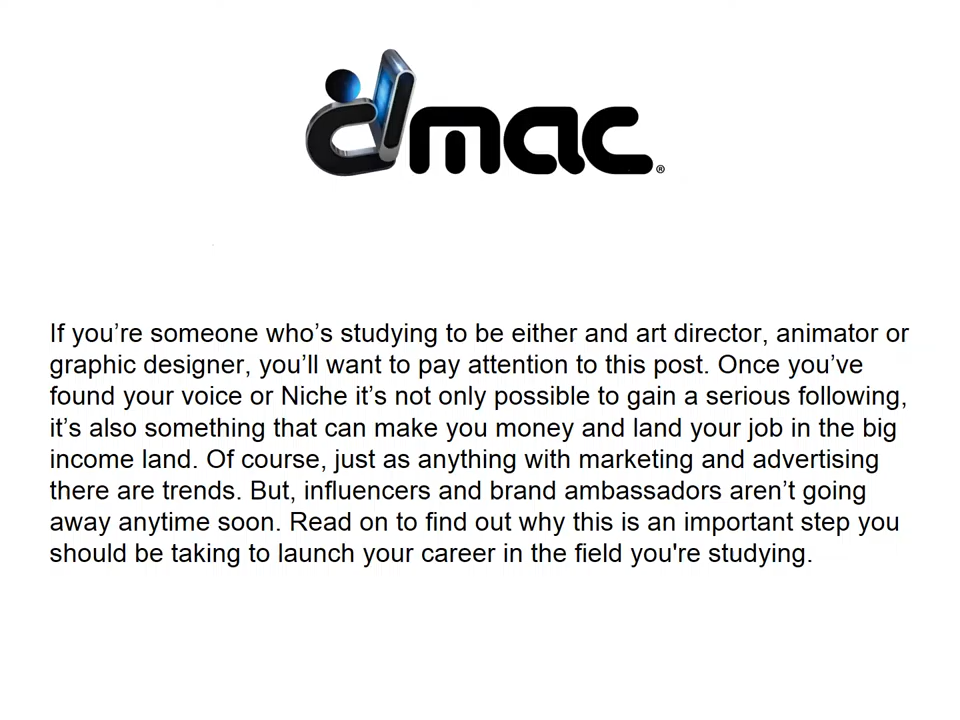 dmac®
If you’re someone who’s studying to be either and art director, animator or
graphic designer, you’ll want to pay attention to this post. Once you’ve
found your voice or Niche it’s not only possible to gain a serious following,
it’s also something that can make you money and land your job in the big
income land. Of course, just as anything with marketing and advertising
there are trends. But, influencers and brand ambassadors aren’t going
away anytime soon. Read on to find out why this is an important step you
should be taking to launch your career in the field you're studying.